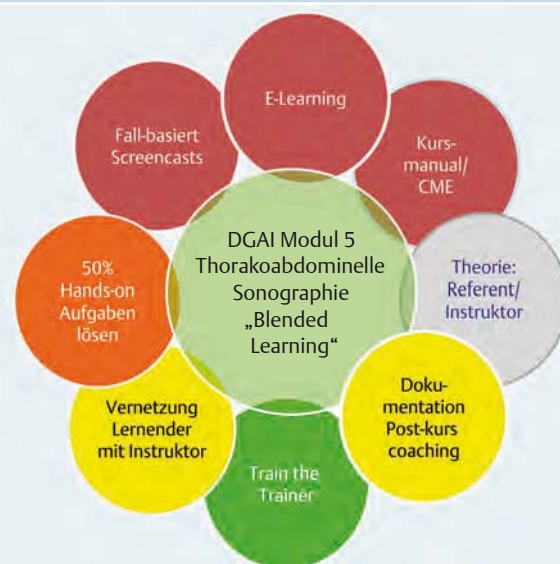 E-Learning
Fall-basiert
Screencasts
Kurs-
manual/
CME
DGAI Modul 5
Thorakoabdominelle
Sonographie
„Blended
Learning“
50%
Hands-on
Aufgaben
lösen
Theorie:
Referent/
Instruktor
Vernetzung
Lernender
mit Instruktor
Doku-
mentation
Post-kurs
coaching
Train the
Trainer